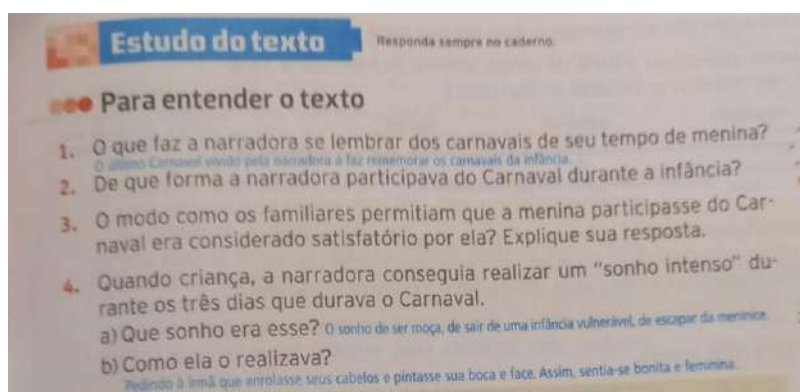 Estudo do texto
Responda sempre no caderno.
Para entender o texto
1. O que faz a narradora se lembrar dos carnavais de seu tempo de menina?
O último Carnaval vivido pela narradora a faz rememorar os carnavais da infância.
2. De que forma a narradora participava do Carnaval durante a infância?
3. O modo como os familiares permitiam que a menina participasse do Car-
naval era considerado satisfatório por ela? Explique sua resposta.
4. Quando criança, a narradora conseguia realizar um “sonho intenso” du-
rante os três dias que durava o Carnaval.
a) Que sonho era esse? O sonho de ser moça, de sair de uma infância vulnerável, de escapar da meninice.
b) Como ela o realizava?
Pedindo à irmã que enrolasse seus cabelos e pintasse sua boca e face. Assim, sentia-se bonita e feminina.